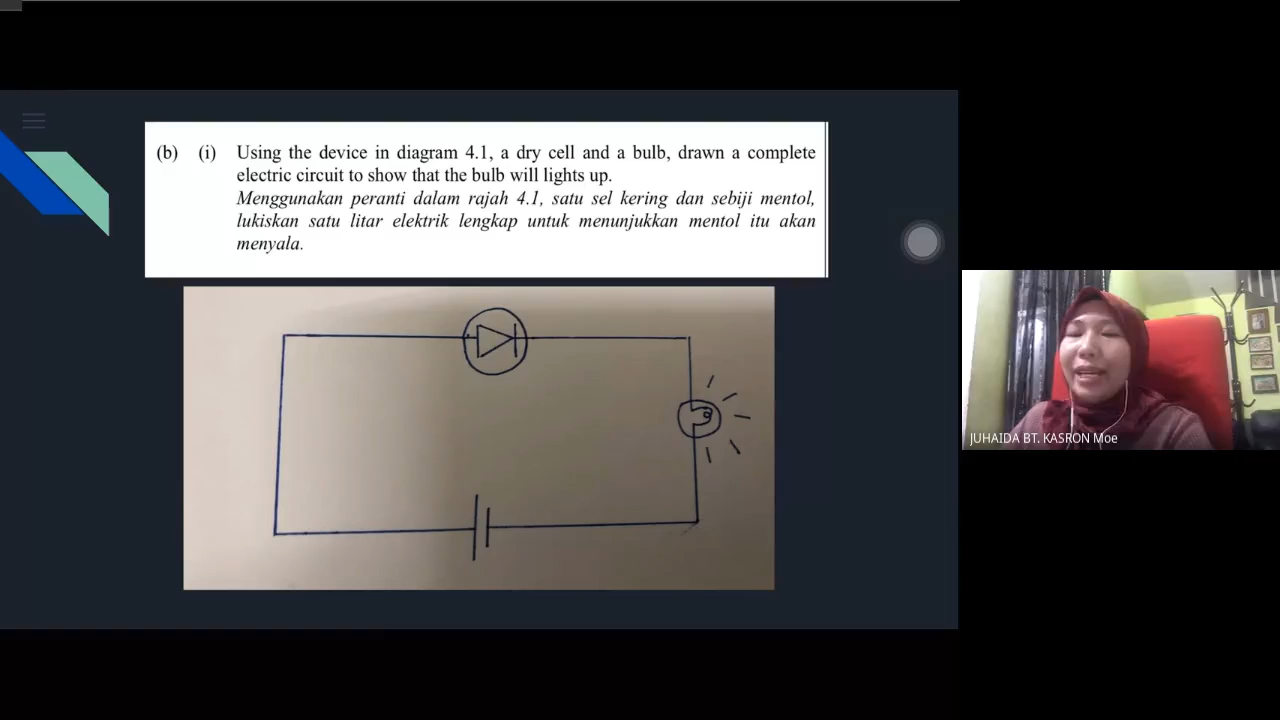 (b) (i) Using the device in diagram 4.1, a dry cell and a bulb, drawn a complete
electric circuit to show that the bulb will lights up.
Menggunakan peranti dalam rajah 4.1, satu sel kering dan sebiji mentol,
lukiskan satu litar elektrik lengkap untuk menunjukkan mentol itu akan
menyala.
JUHAIDA BT. KASRON Moe